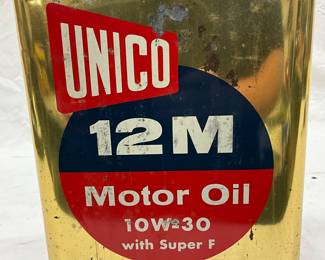 UNICO
12M
Motor Oil
10W-30
with Super F